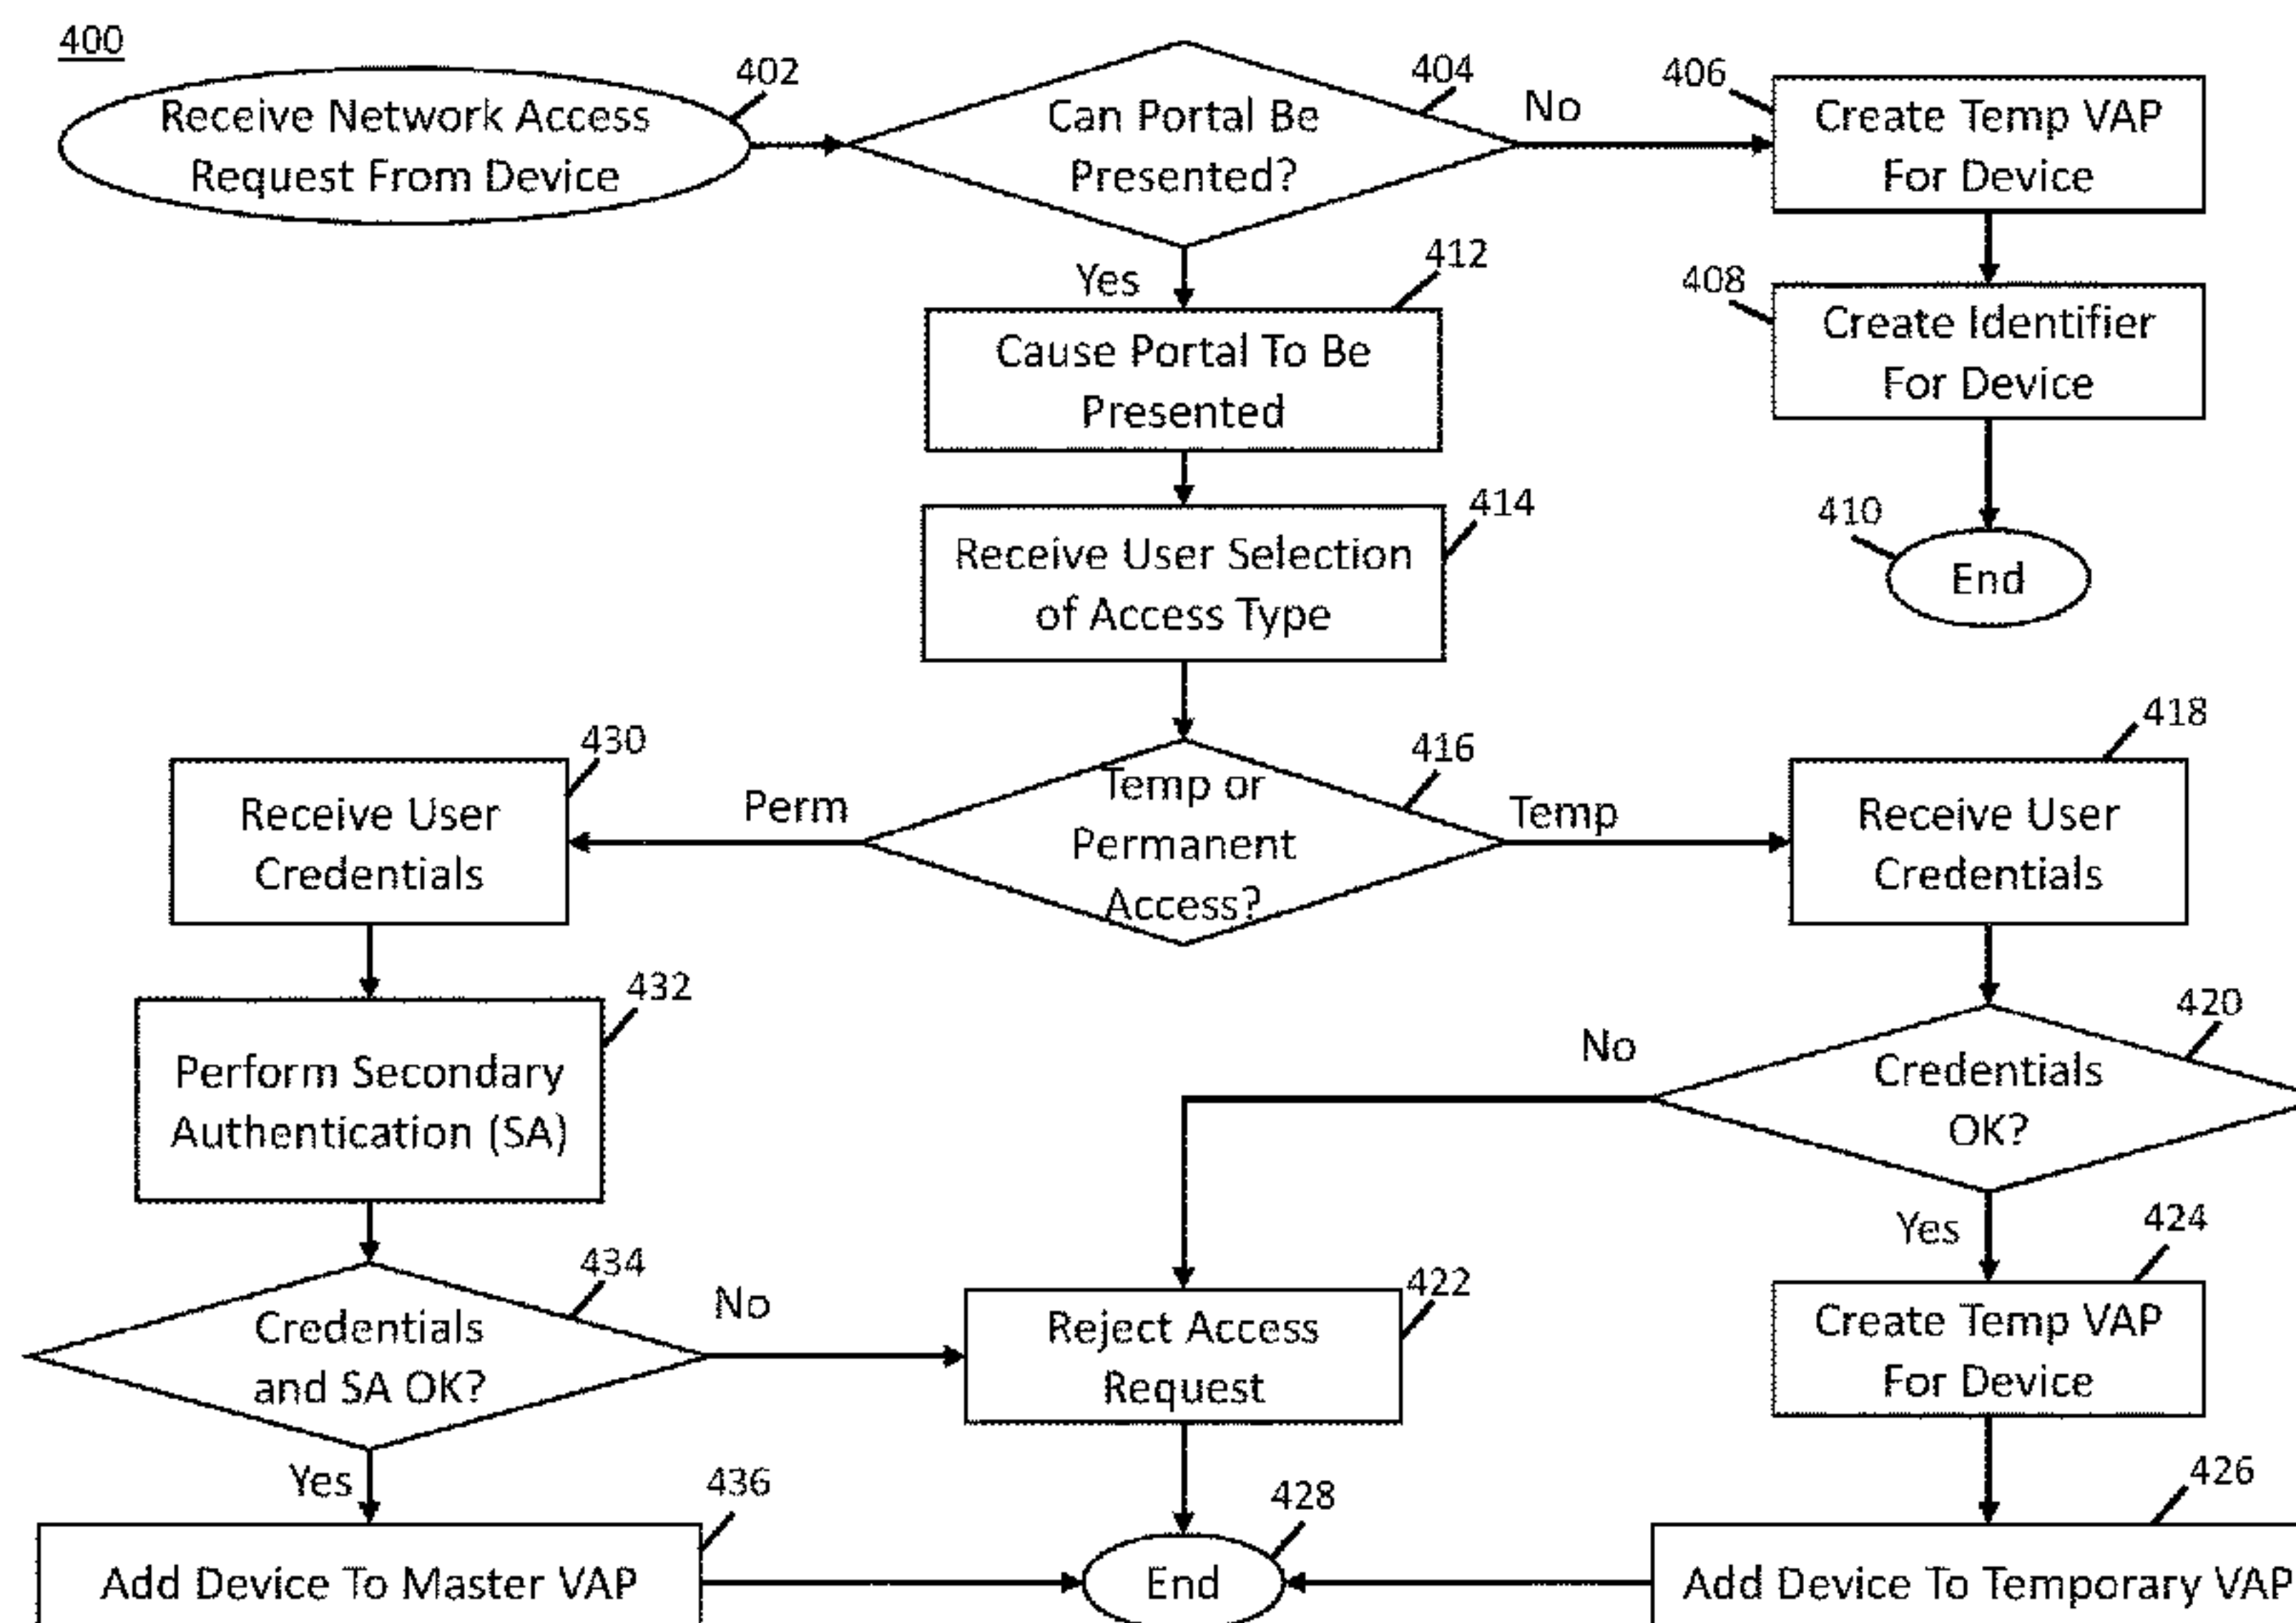 400
402
Receive Network Access
Request From Device
404
Can Portal Be
Presented?
No
406
Create Temp VAP
For Device
408
Create Identifier
For Device
410
End
Yes
412
Cause Portal To Be
Presented
414
Receive User Selection
of Access Type
416
Temp or
Permanent
Access?
Perm
Temp
430
Receive User
Credentials
418
Receive User
Credentials
432
Perform Secondary
Authentication (SA)
420
Credentials
OK?
No
Yes
434
Credentials
and SA OK?
No
422
Reject Access
Request
424
Create Temp VAP
For Device
Yes
436
Add Device To Master VAP
428
End
426
Add Device To Temporary VAP